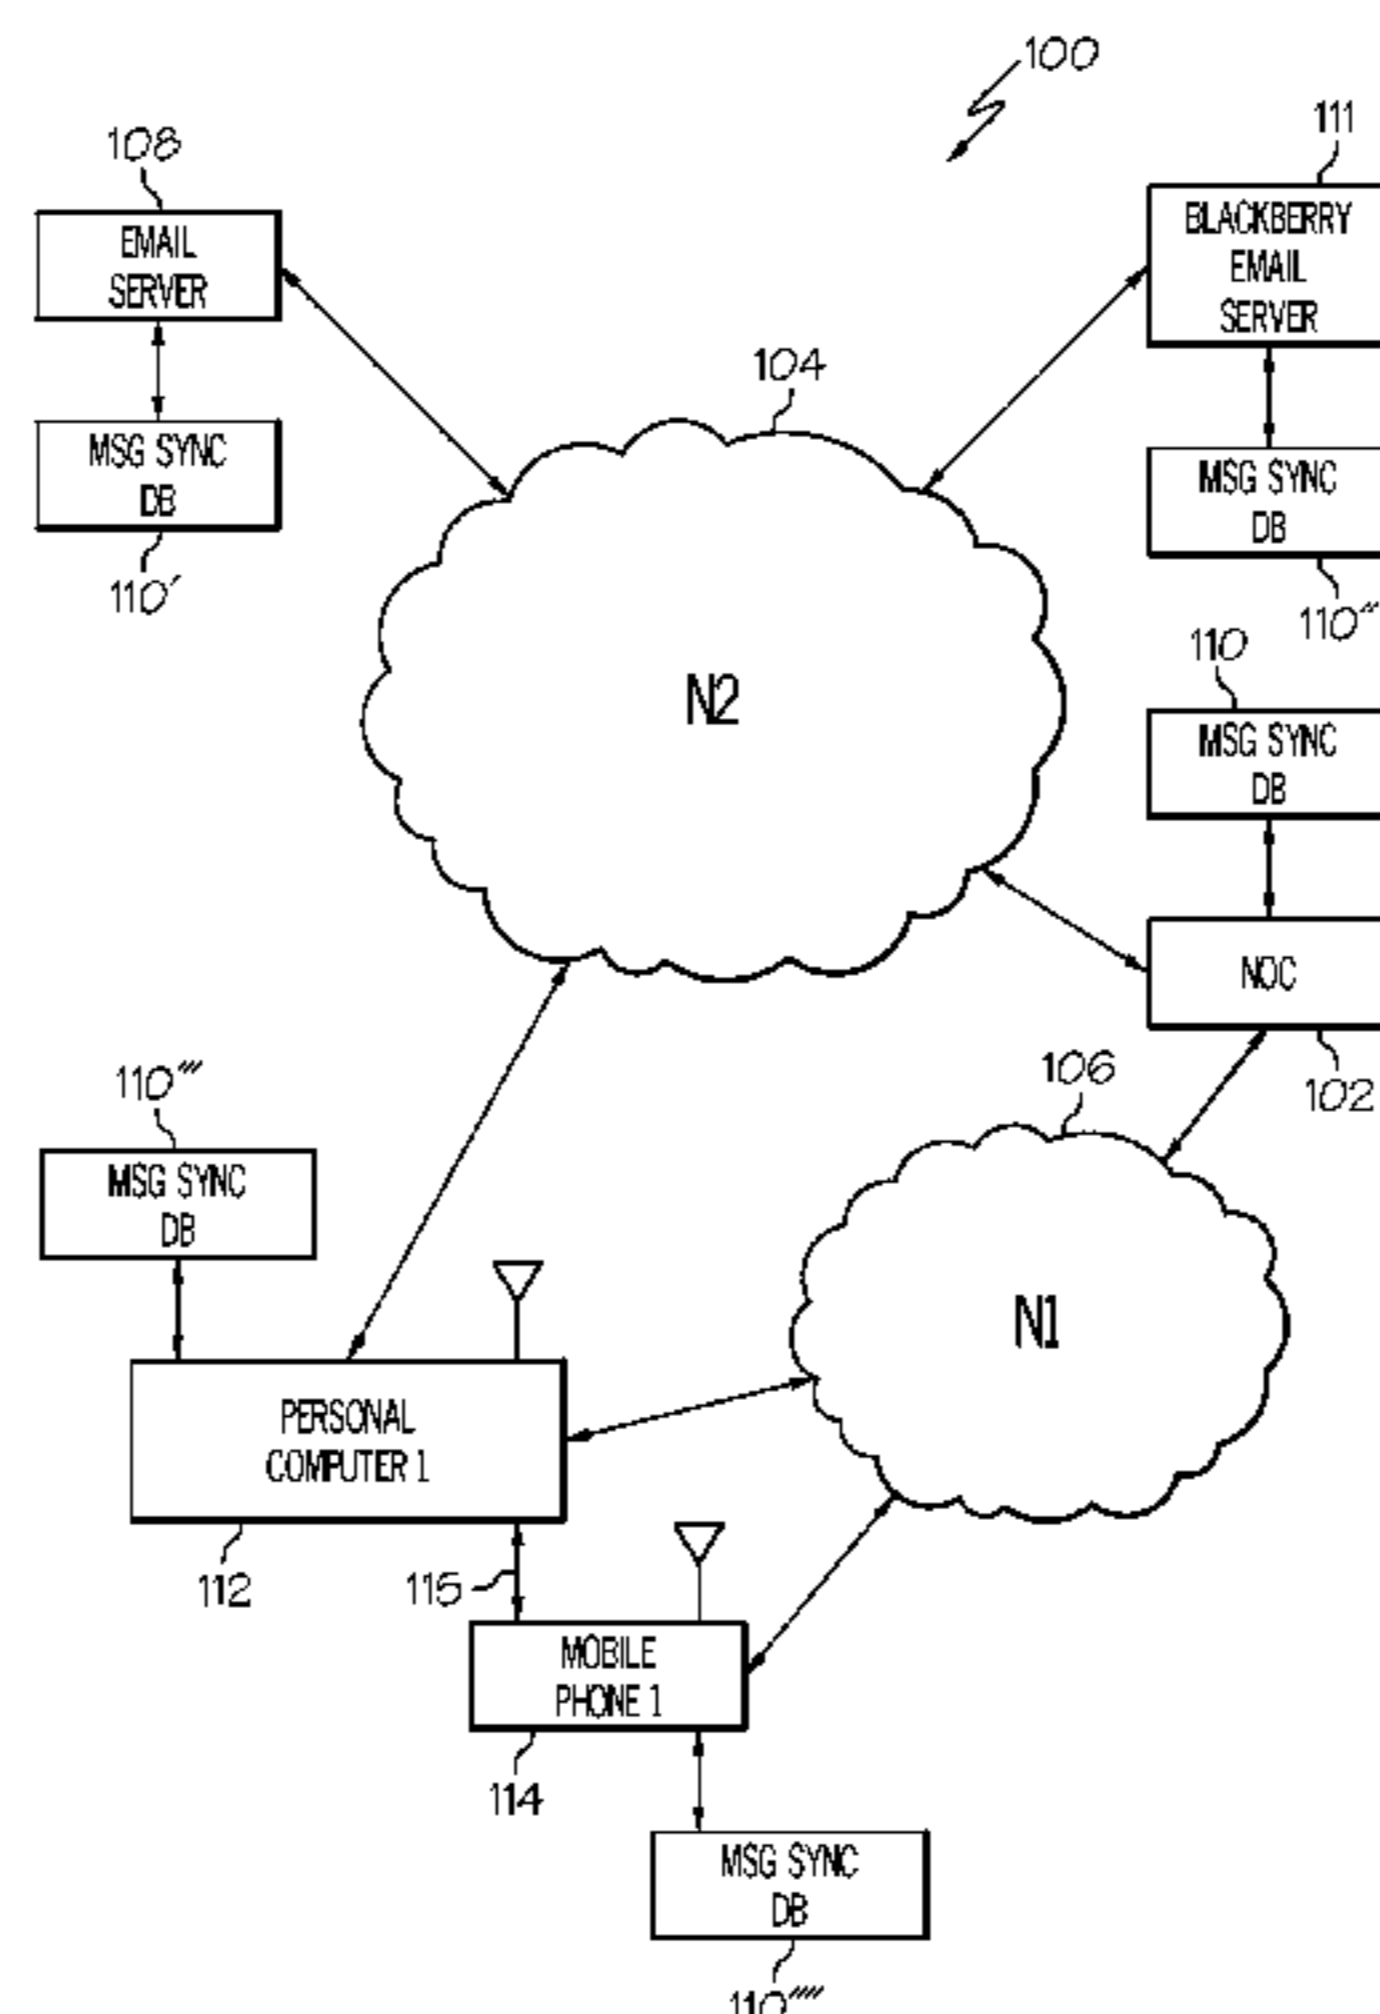 100
108
111
EMAIL
SERVER
BLACKBERRY
EMAIL
SERVER
104
MSG SYNC
DB
MSG SYNC
DB
110′
110″
110
N2
MSG SYNC
DB
NOC
110‴
106
102
MSG SYNC
DB
N1
PERSONAL
COMPUTER 1
112
115
MOBILE
PHONE 1
114
MSG SYNC
DB
110⁗